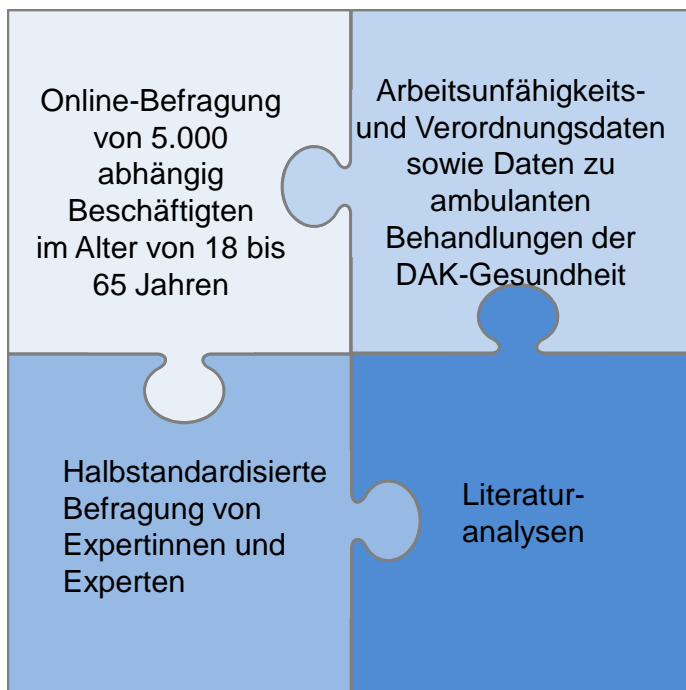 Online-Befragung
von 5.000
abhängig
Beschäftigten
im Alter von 18 bis
65 Jahren
Arbeitsunfähigkeits-
und Verordnungsdaten
sowie Daten zu
ambulanten
Behandlungen der
DAK-Gesundheit
Halbstandardisierte
Befragung von
Expertinnen und
Experten
Literatur-
analysen